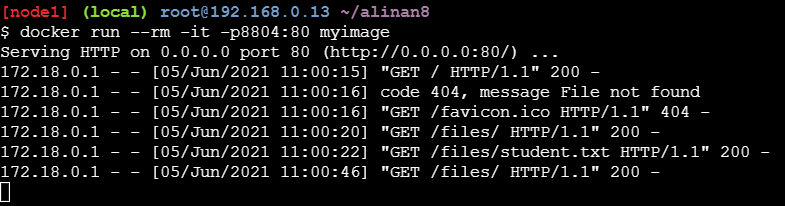 [node1] (local) root@192.168.0.13 ~/alinan8
$ docker run --rm -it -p8804:80 myimage
Serving HTTP on 0.0.0.0 port 80 (http://0.0.0.0:80/) ...
172.18.0.1 - - [05/Jun/2021 11:00:15] "GET / HTTP/1.1" 200 -
172.18.0.1 - - [05/Jun/2021 11:00:16] code 404, message File not found
172.18.0.1 - - [05/Jun/2021 11:00:16] "GET /favicon.ico HTTP/1.1" 404 -
172.18.0.1 - - [05/Jun/2021 11:00:20] "GET /files/ HTTP/1.1" 200 -
172.18.0.1 - - [05/Jun/2021 11:00:22] "GET /files/student.txt HTTP/1.1" 200 -
172.18.0.1 - - [05/Jun/2021 11:00:46] "GET /files/ HTTP/1.1" 200 -